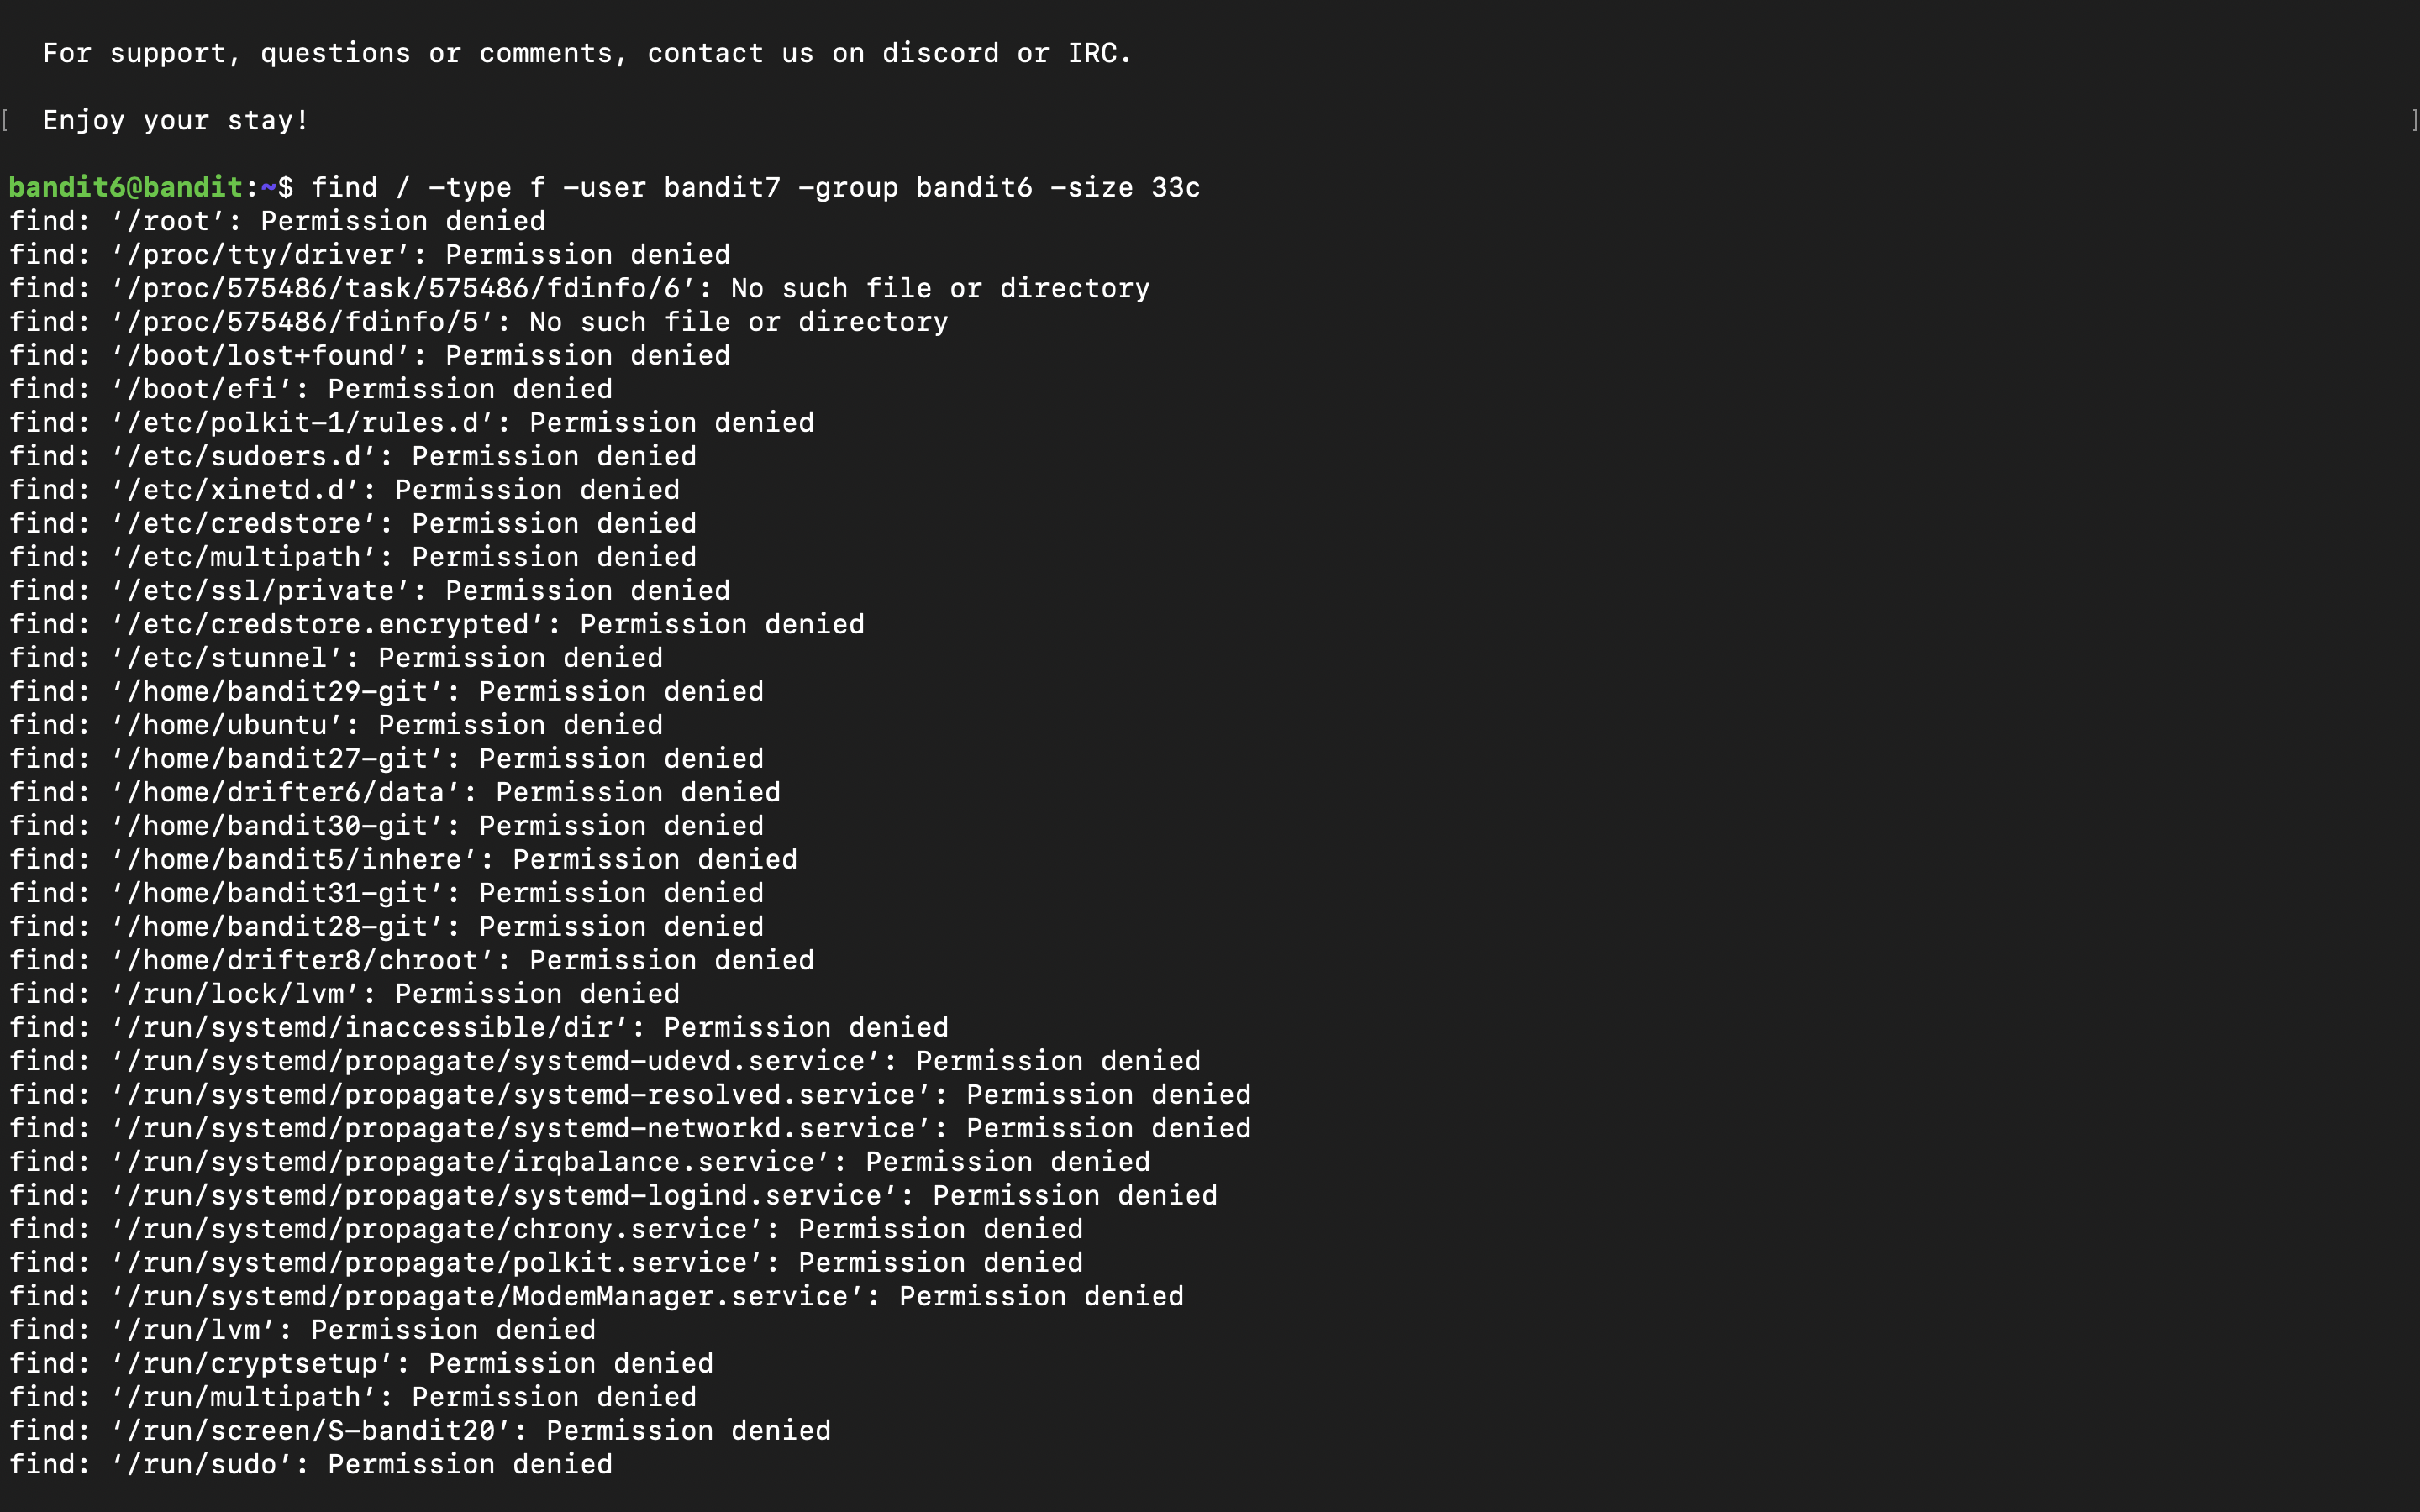 For support, questions or comments, contact us on discord or IRC.
[ Enjoy your stay! ]
bandit6@bandit:~$ find / -type f -user bandit7 -group bandit6 -size 33c
find: ‘/root’: Permission denied
find: ‘/proc/tty/driver’: Permission denied
find: ‘/proc/575486/task/575486/fdinfo/6’: No such file or directory
find: ‘/proc/575486/fdinfo/5’: No such file or directory
find: ‘/boot/lost+found’: Permission denied
find: ‘/boot/efi’: Permission denied
find: ‘/etc/polkit-1/rules.d’: Permission denied
find: ‘/etc/sudoers.d’: Permission denied
find: ‘/etc/xinetd.d’: Permission denied
find: ‘/etc/credstore’: Permission denied
find: ‘/etc/multipath’: Permission denied
find: ‘/etc/ssl/private’: Permission denied
find: ‘/etc/credstore.encrypted’: Permission denied
find: ‘/etc/stunnel’: Permission denied
find: ‘/home/bandit29-git’: Permission denied
find: ‘/home/ubuntu’: Permission denied
find: ‘/home/bandit27-git’: Permission denied
find: ‘/home/drifter6/data’: Permission denied
find: ‘/home/bandit30-git’: Permission denied
find: ‘/home/bandit5/inhere’: Permission denied
find: ‘/home/bandit31-git’: Permission denied
find: ‘/home/bandit28-git’: Permission denied
find: ‘/home/drifter8/chroot’: Permission denied
find: ‘/run/lock/lvm’: Permission denied
find: ‘/run/systemd/inaccessible/dir’: Permission denied
find: ‘/run/systemd/propagate/systemd-udevd.service’: Permission denied
find: ‘/run/systemd/propagate/systemd-resolved.service’: Permission denied
find: ‘/run/systemd/propagate/systemd-networkd.service’: Permission denied
find: ‘/run/systemd/propagate/irqbalance.service’: Permission denied
find: ‘/run/systemd/propagate/systemd-logind.service’: Permission denied
find: ‘/run/systemd/propagate/chrony.service’: Permission denied
find: ‘/run/systemd/propagate/polkit.service’: Permission denied
find: ‘/run/systemd/propagate/ModemManager.service’: Permission denied
find: ‘/run/lvm’: Permission denied
find: ‘/run/cryptsetup’: Permission denied
find: ‘/run/multipath’: Permission denied
find: ‘/run/screen/S-bandit20’: Permission denied
find: ‘/run/sudo’: Permission denied